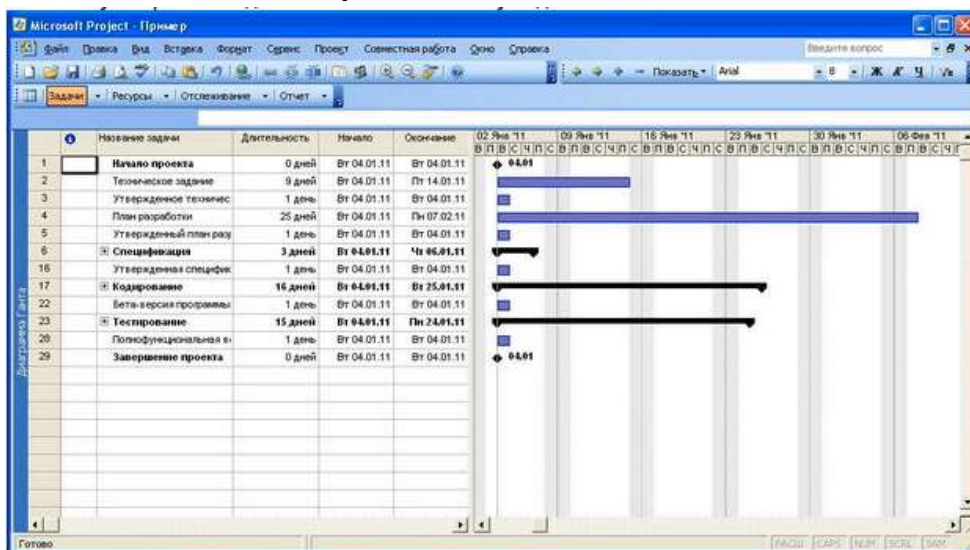 Microsoft Project - Пример
Файл Правка Вид Вставка Формат Сервис Проект Совместная работа Окно Справка Введите вопрос
Показать Arial 8 Ж К Ч
Задачи Ресурсы Отслеживание Отчет
Название задачи Длительность Начало Окончание 02 Янв '11 09 Янв '11 16 Янв '11 23 Янв '11 30 Янв '11 06 Фев '11
В П В С Ч П С В П В С Ч П С В П В С Ч П С В П В С Ч П С В П В С Ч П С В П В С Ч П
1 Начало проекта 0 дней Вт 04.01.11 Вт 04.01.11 04.01
2 Техническое задание 9 дней Вт 04.01.11 Пт 14.01.11
3 Утвержденное техничес 1 день Вт 04.01.11 Вт 04.01.11
4 План разработки 25 дней Вт 04.01.11 Пн 07.02.11
5 Утвержденный план разр 1 день Вт 04.01.11 Вт 04.01.11
6 Спецификация 3 дней Вт 04.01.11 Чт 06.01.11
16 Утвержденная специфик 1 день Вт 04.01.11 Вт 04.01.11
17 Кодирование 16 дней Вт 04.01.11 Вт 25.01.11
22 Бета-версия программы 1 день Вт 04.01.11 Вт 04.01.11
23 Тестирование 15 дней Вт 04.01.11 Пн 24.01.11
28 Полнофункциональная в 1 день Вт 04.01.11 Вт 04.01.11
29 Завершение проекта 0 дней Вт 04.01.11 Вт 04.01.11 04.01
Диаграмма Ганта
Готово РАСШ CAPS NUM SCRL ЗАМ